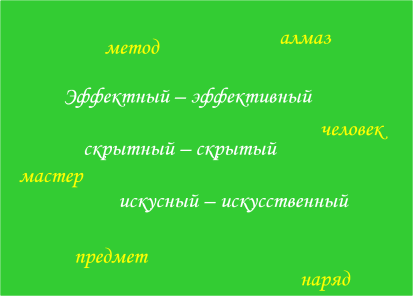 алмаз
метод
Эффектный – эффективный
человек
скрытный – скрытый
мастер
искусный – искусственный
предмет
наряд